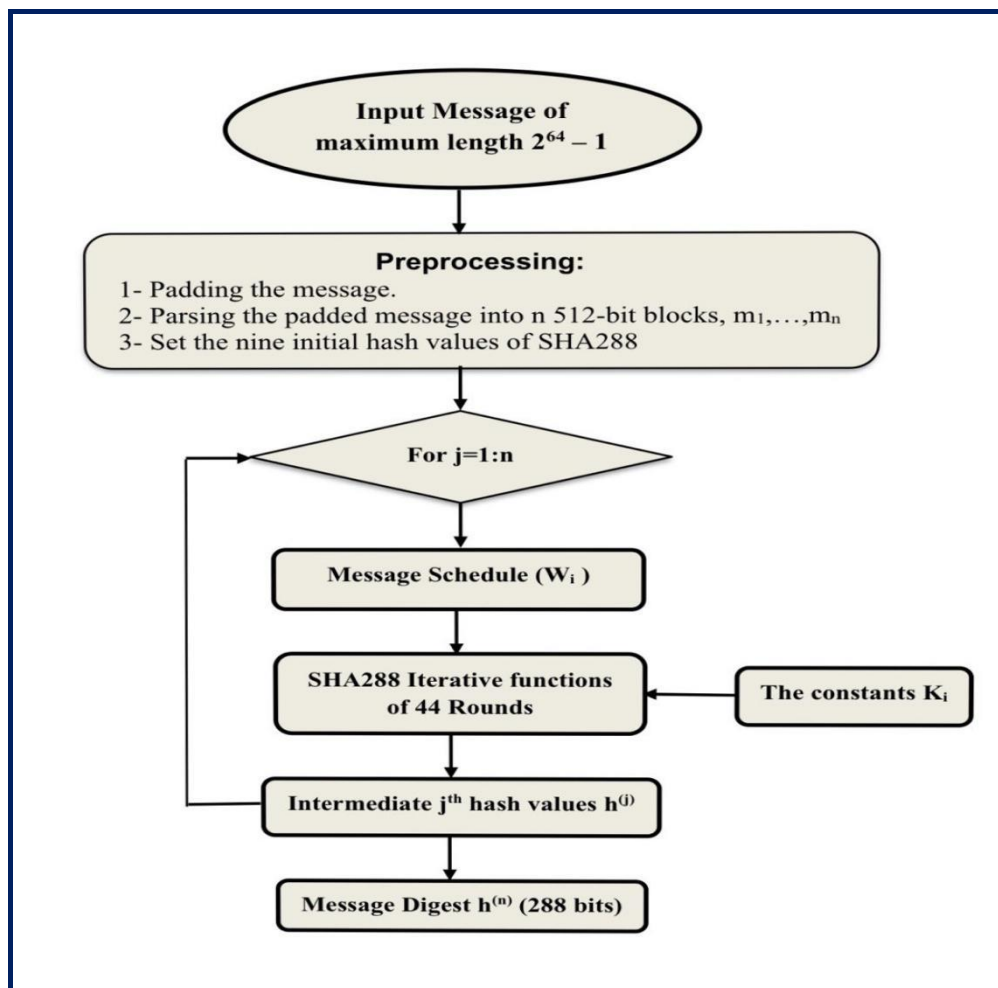 Input Message of
maximum length 2⁶⁴ – 1
Preprocessing:
1- Padding the message.
2- Parsing the padded message into n 512-bit blocks, m₁,…,mₙ
3- Set the nine initial hash values of SHA288
For j=1:n
Message Schedule (Wᵢ )
SHA288 Iterative functions
of 44 Rounds
The constants Kᵢ
Intermediate jᵗʰ hash values h⁽ʲ⁾
Message Digest h⁽ⁿ⁾ (288 bits)